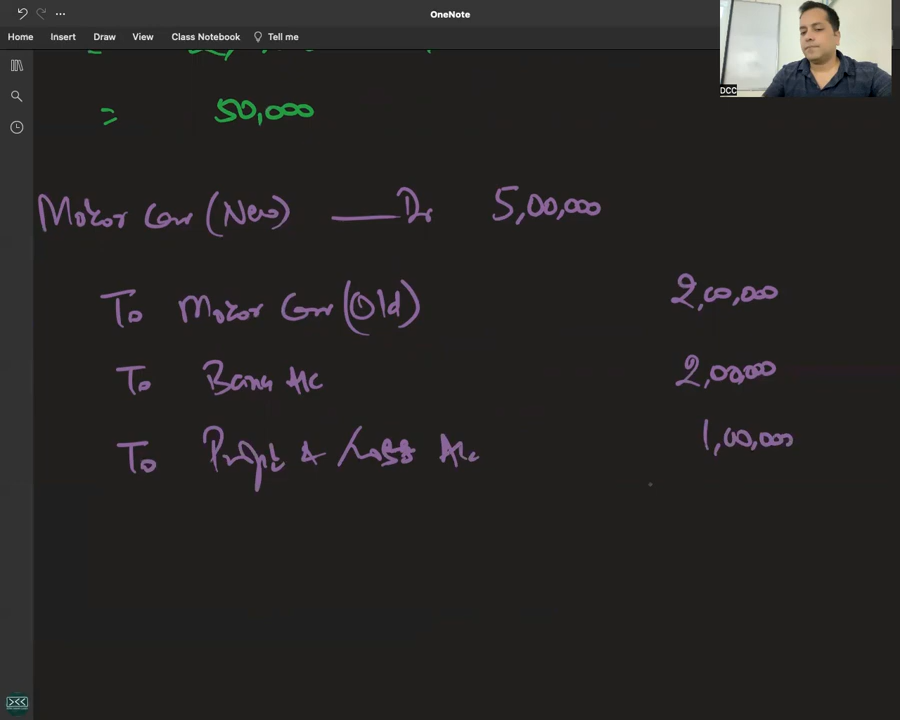 OneNote
Home Insert Draw View Class Notebook Tell me
DCC
= 50,000
Motor Car (New) —— Dr 5,00,000
To Motor Car (Old) 2,00,000
To Bank A/c 2,00,000
To Profit & Loss A/c 1,00,000